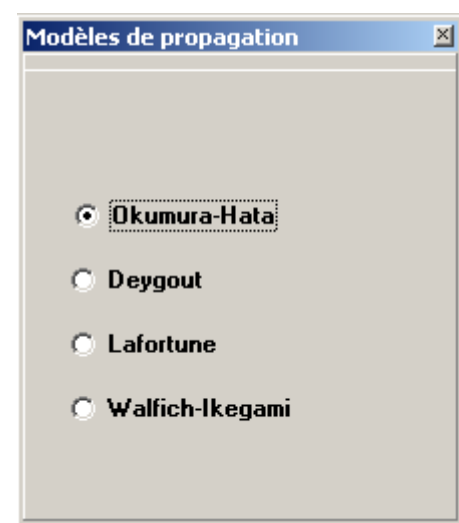 Modèles de propagation
Okumura-Hata
Deygout
Lafortune
Walfich-Ikegami